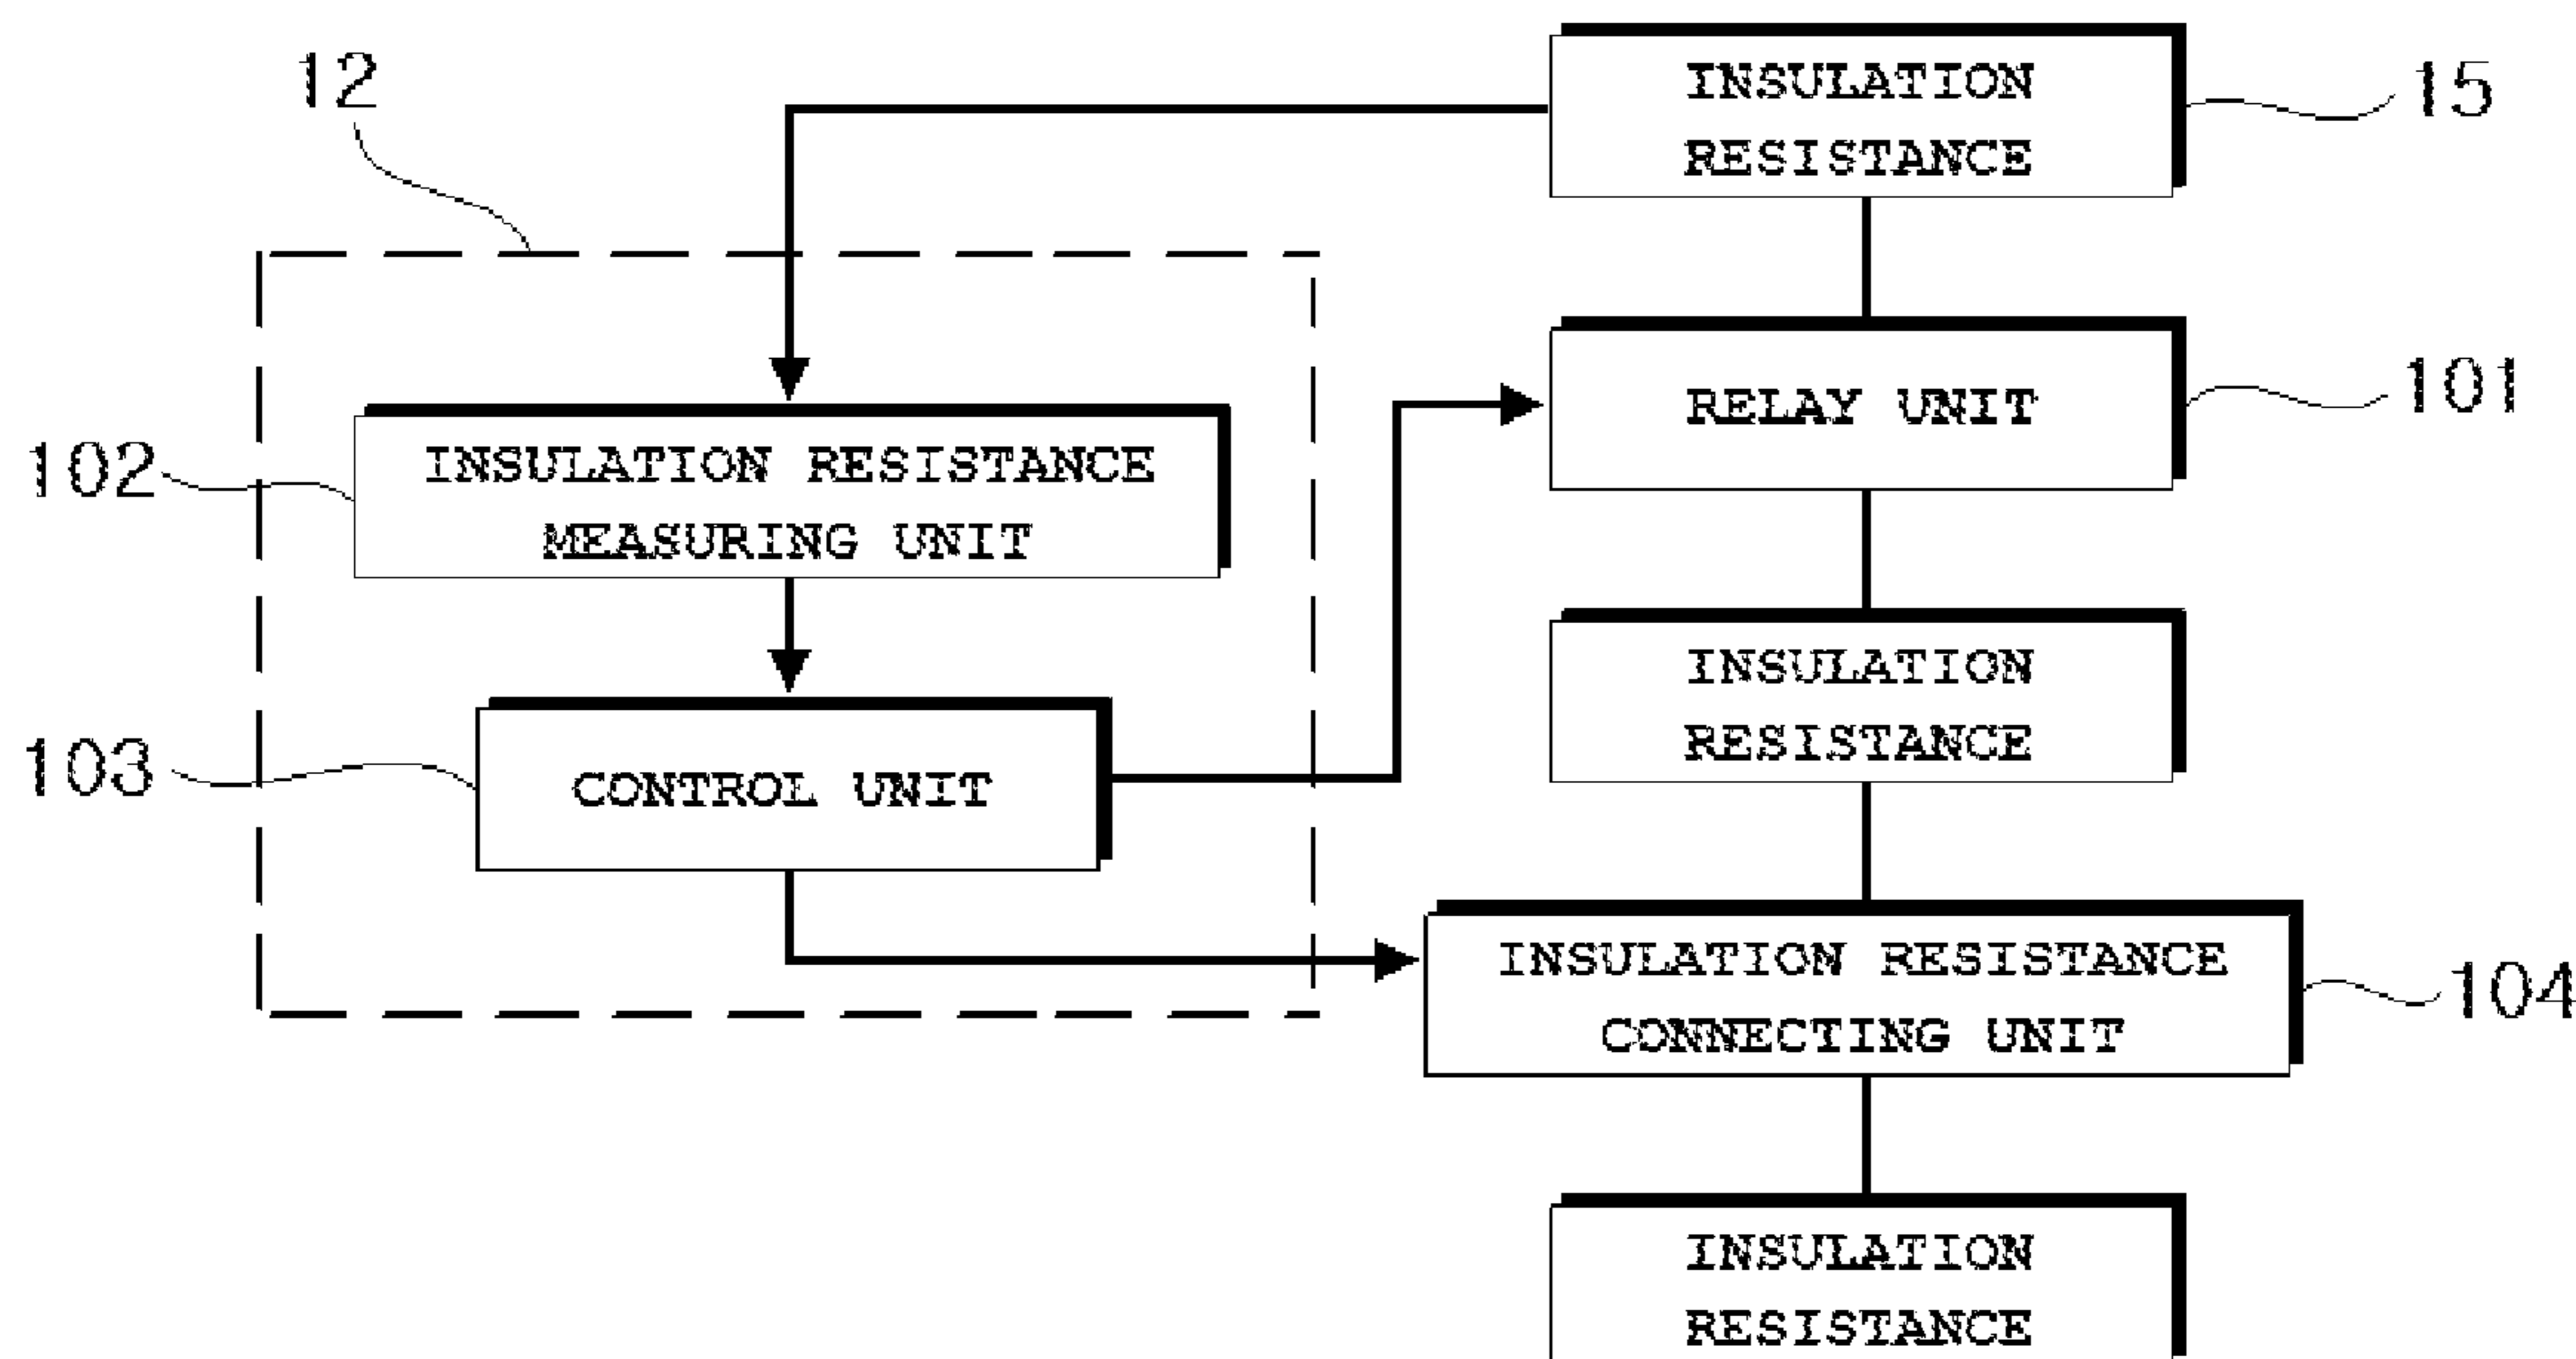 12
INSULATION
RESISTANCE
15
RELAY UNIT
101
102
INSULATION RESISTANCE
MEASURING UNIT
INSULATION
RESISTANCE
103
CONTROL UNIT
INSULATION RESISTANCE
CONNECTING UNIT
104
INSULATION
RESISTANCE